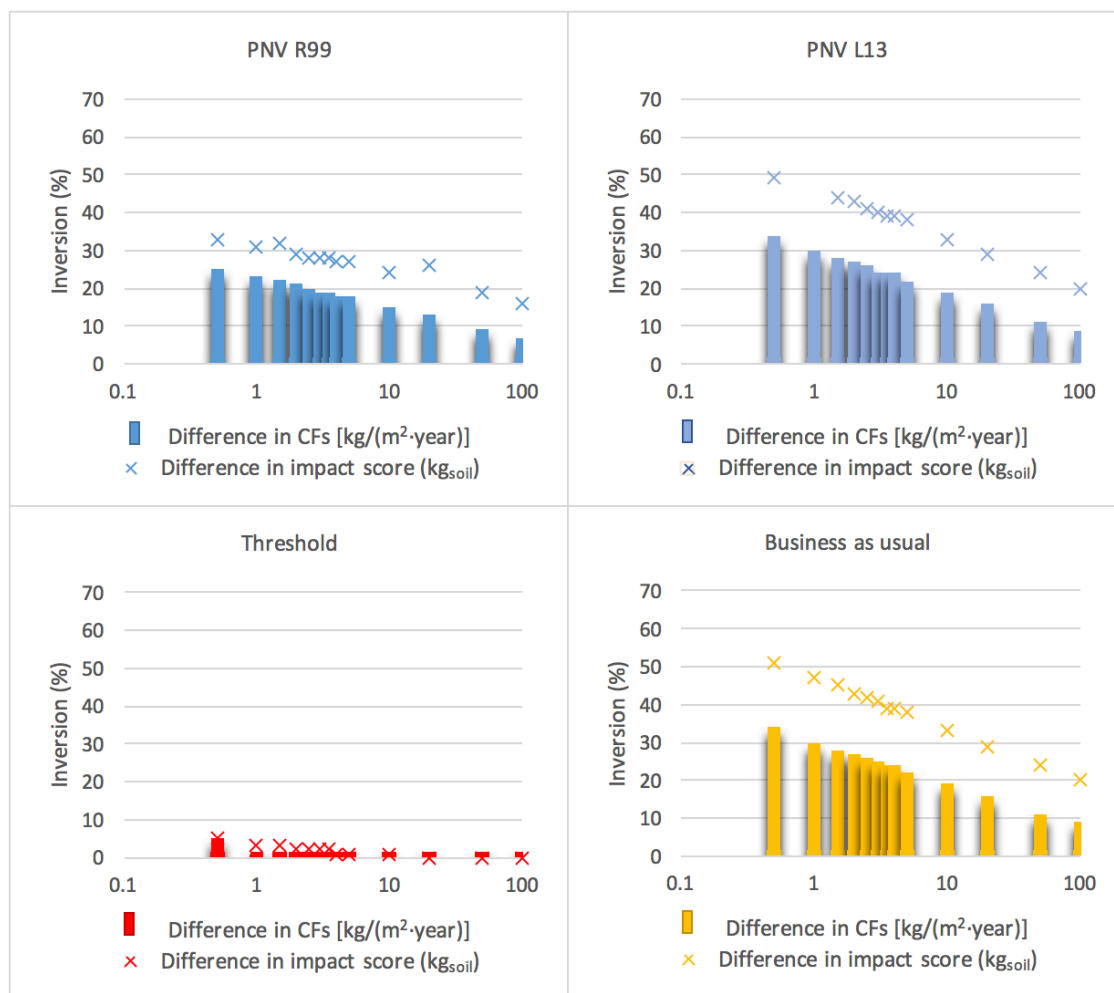 PNV R99
70
60
50
40
30
20
10
0
Inversion (%)
0.1 1 10 100
Difference in CFs [kg/(m²·year)]
Difference in impact score (kgsoil)
PNV L13
70
60
50
40
30
20
10
0
Inversion (%)
0.1 1 10 100
Difference in CFs [kg/(m²·year)]
Difference in impact score (kgsoil)
Threshold
70
60
50
40
30
20
10
0
Inversion (%)
0.1 1 10 100
Difference in CFs [kg/(m²·year)]
Difference in impact score (kgsoil)
Business as usual
70
60
50
40
30
20
10
0
Inversion (%)
0.1 1 10 100
Difference in CFs [kg/(m²·year)]
Difference in impact score (kgsoil)